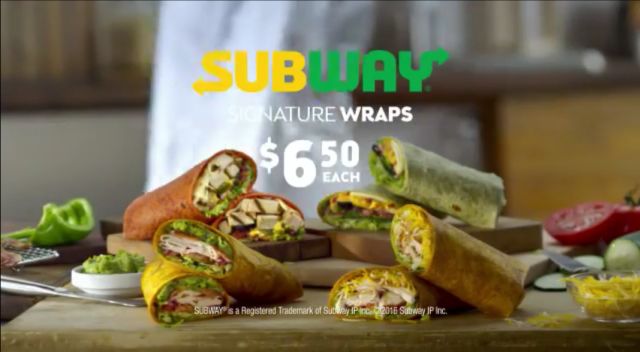 SUBWAY®
SIGNATURE WRAPS
$6.50
EACH
SUBWAY® is a Registered Trademark of Subway IP Inc. ©2016 Subway IP Inc.